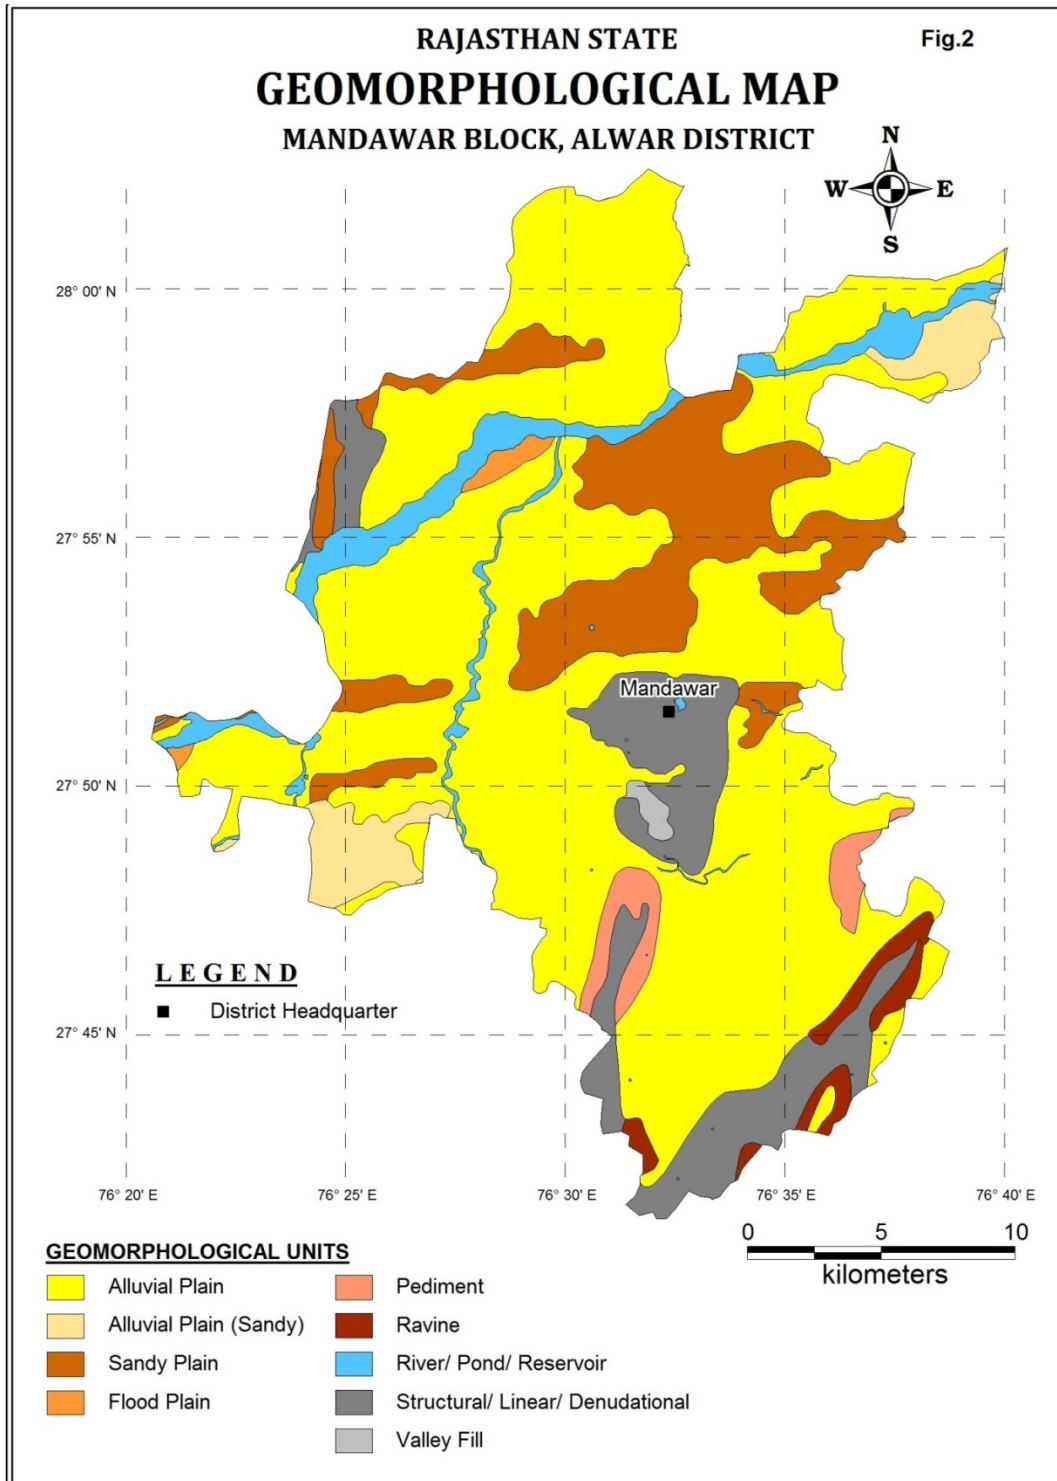 RAJASTHAN STATE
Fig.2
GEOMORPHOLOGICAL MAP
MANDAWAR BLOCK, ALWAR DISTRICT
N
W E
S
28° 00' N
27° 55' N
Mandawar
27° 50' N
LEGEND
District Headquarter
27° 45' N
76° 20' E 76° 25' E 76° 30' E 76° 35' E 76° 40' E
0 5 10
kilometers
GEOMORPHOLOGICAL UNITS
Alluvial Plain
Alluvial Plain (Sandy)
Sandy Plain
Flood Plain
Pediment
Ravine
River/ Pond/ Reservoir
Structural/ Linear/ Denudational
Valley Fill